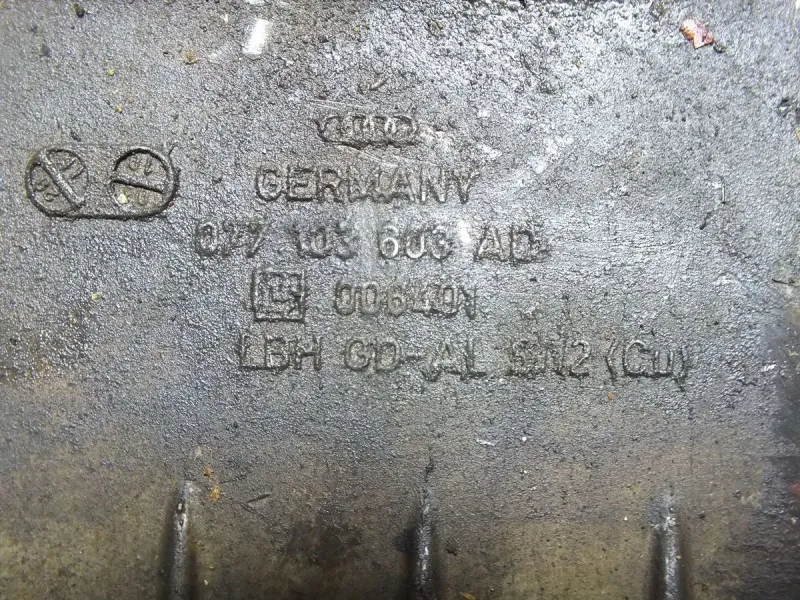 GERMANY
077 103 603 AD
006401
LBH GD-AL Si12 (Cu)